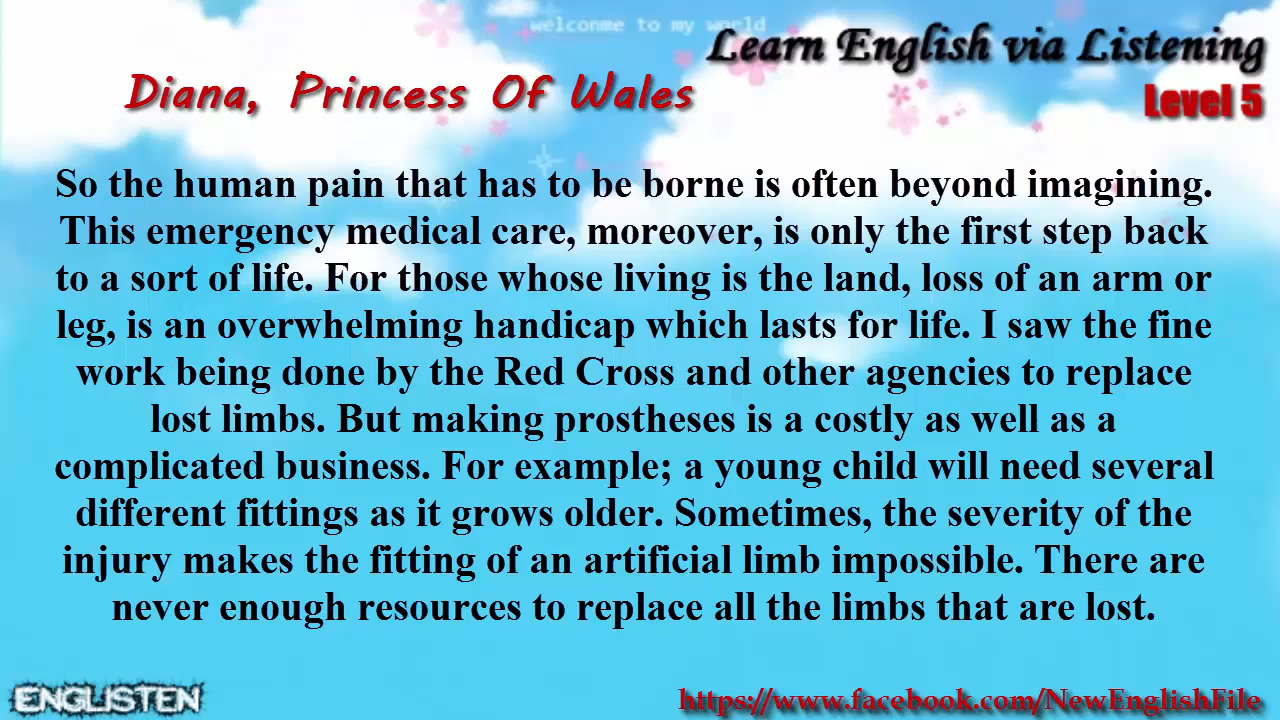 welconme to my world
Learn English via Listening
Diana, Princess Of Wales
Level 5
So the human pain that has to be borne is often beyond imagining.
This emergency medical care, moreover, is only the first step back
to a sort of life. For those whose living is the land, loss of an arm or
leg, is an overwhelming handicap which lasts for life. I saw the fine
work being done by the Red Cross and other agencies to replace
lost limbs. But making prostheses is a costly as well as a
complicated business. For example; a young child will need several
different fittings as it grows older. Sometimes, the severity of the
injury makes the fitting of an artificial limb impossible. There are
never enough resources to replace all the limbs that are lost.
ENGLISTEN
https://www.facebook.com/NewEnglishFile